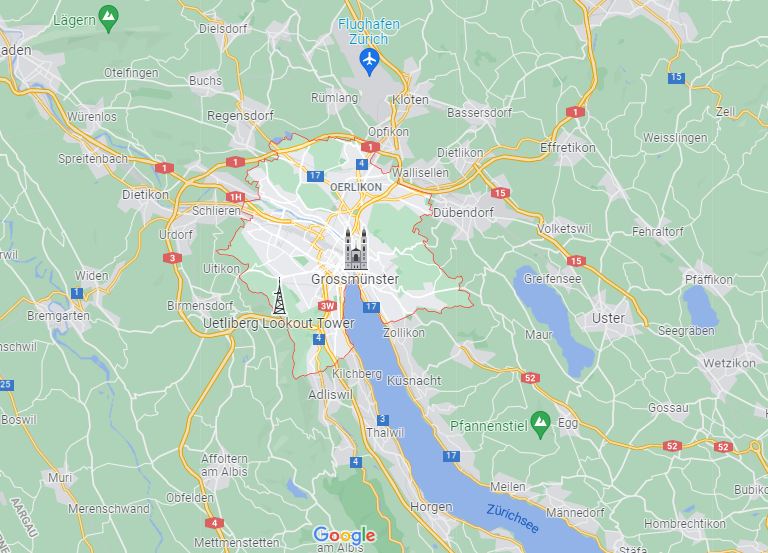 Lägern
Dielsdorf
Flughafen
Zürich
15
aden
Otelfingen
Buchs
Rümlang
Kloten
Zell
Würenlos
Regensdorf
Bassersdorf
1
Opfikon
Weisslingen
Spreitenbach
1
1
1
4
Dietlikon
Effretikon
17
Wallisellen
OERLIKON
Dietikon
1H
15
Schlieren
Dübendorf
Urdorf
Volketswil
Fehraltorf
3
Uitikon
15
Widen
Grossmünster
Greifensee
Pfäffikon
1
Birmensdorf
3W
17
Bremgarten
Uetliberg Lookout Tower
Uster
Seegräben
Zollikon
Maur
4
nschwil
Kilchberg
Küsnacht
52
Wetzikon
25
Adliswil
Gossau
Boswil
3
Pfannenstiel
Egg
Thalwil
52
52
Affoltern
am Albis
4
17
Muri
Meilen
Bubiko
Obfelden
Merenschwand
Horgen
Zürichsee
Männedorf
AARGAU
4
Hombrechtikon
Mettmenstetten
Google
am Albis
Stäfa